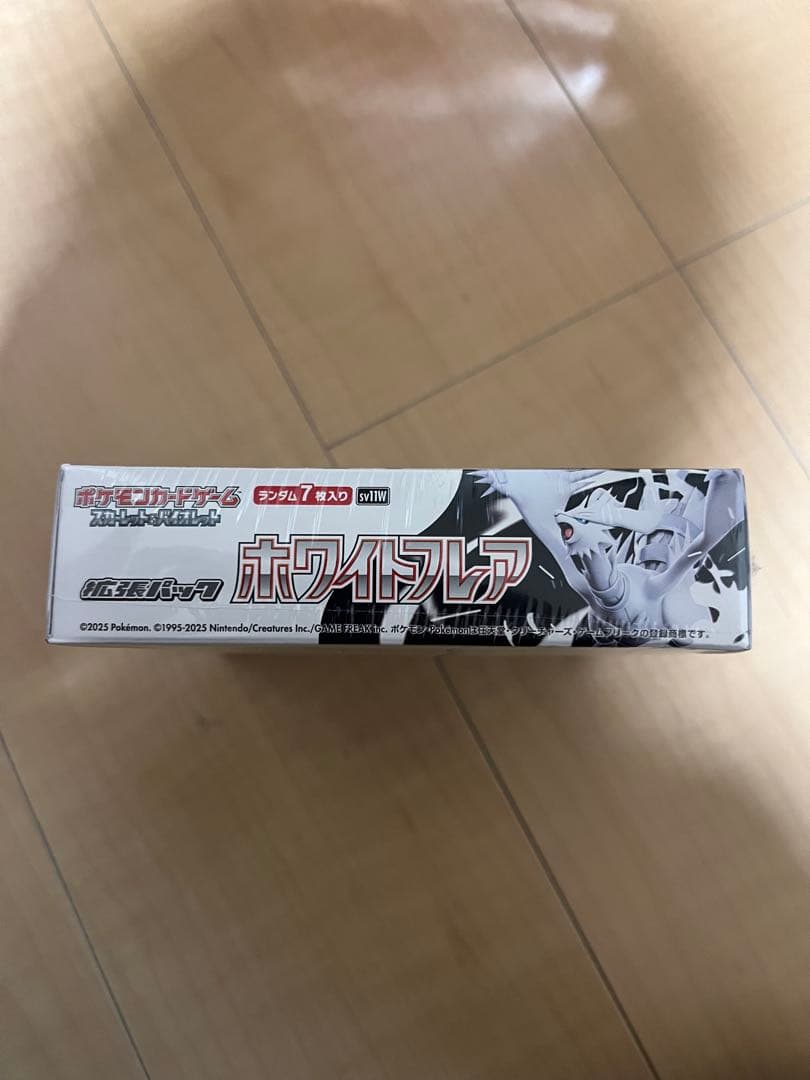 ポケモンカードゲーム
スカーレット&バイオレット
ランダム7枚入り sv11W
拡張パック ホワイトフレア
©2025 Pokémon. ©1995-2025 Nintendo/Creatures Inc./GAME FREAK inc. ポケモン・Pokémonは任天堂・クリーチャーズ・ゲームフリークの登録商標です。